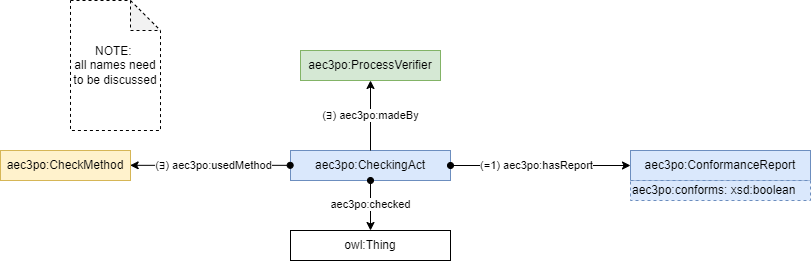 NOTE:
all names need
to be discussed
aec3po:ProcessVerifier
(∃) aec3po:madeBy
aec3po:CheckMethod
(∃) aec3po:usedMethod
aec3po:CheckingAct
(=1) aec3po:hasReport
aec3po:ConformanceReport
aec3po:conforms: xsd:boolean
aec3po:checked
owl:Thing